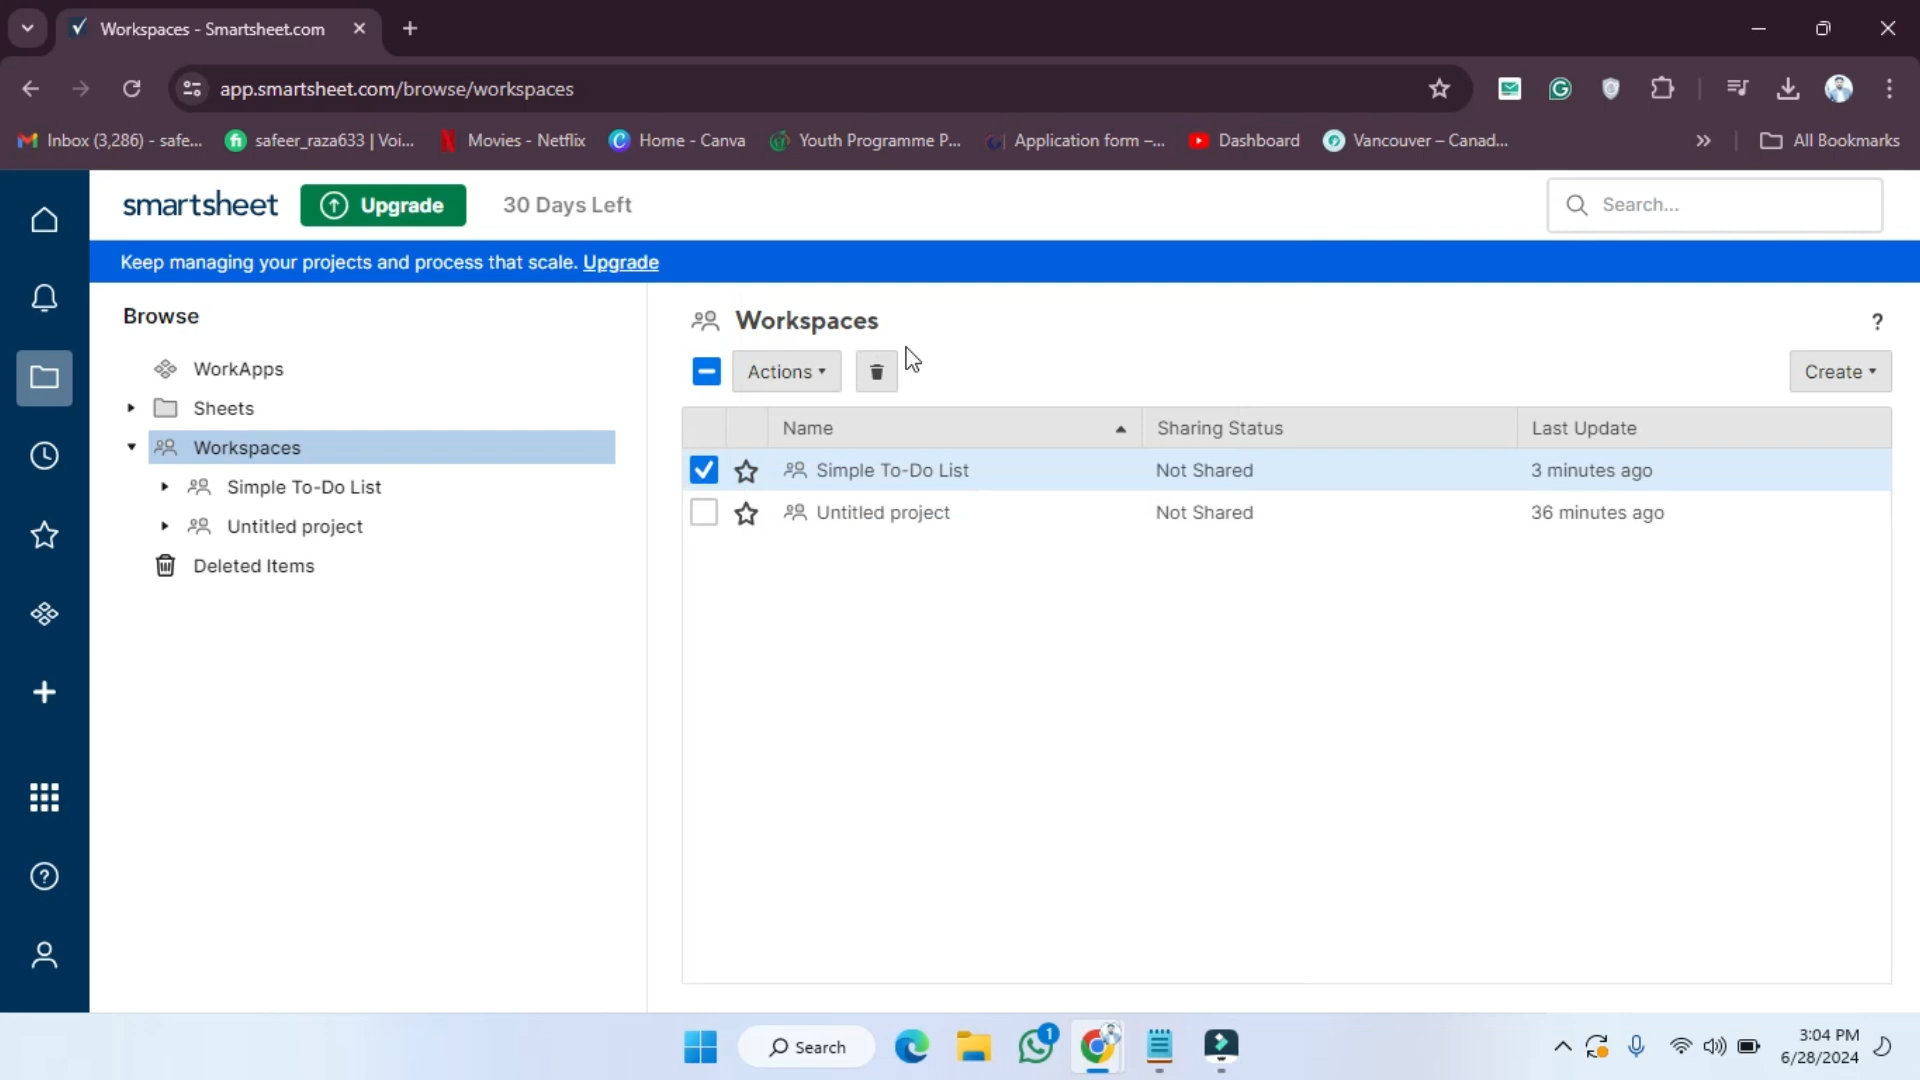 Workspaces - Smartsheet.com
app.smartsheet.com/browse/workspaces
Inbox (3,286) - safe... safeer_raza633 | Voi... Movies - Netflix Home - Canva Youth Programme P... Application form –... Dashboard Vancouver – Canad... » All Bookmarks
smartsheet Upgrade 30 Days Left Search...
Keep managing your projects and process that scale. Upgrade
Browse
WorkApps
Sheets
Workspaces
Simple To-Do List
Untitled project
Deleted Items
Workspaces ?
Actions Create
Name Sharing Status Last Update
Simple To-Do List Not Shared 3 minutes ago
Untitled project Not Shared 36 minutes ago
Search 1 3:04 PM
6/28/2024